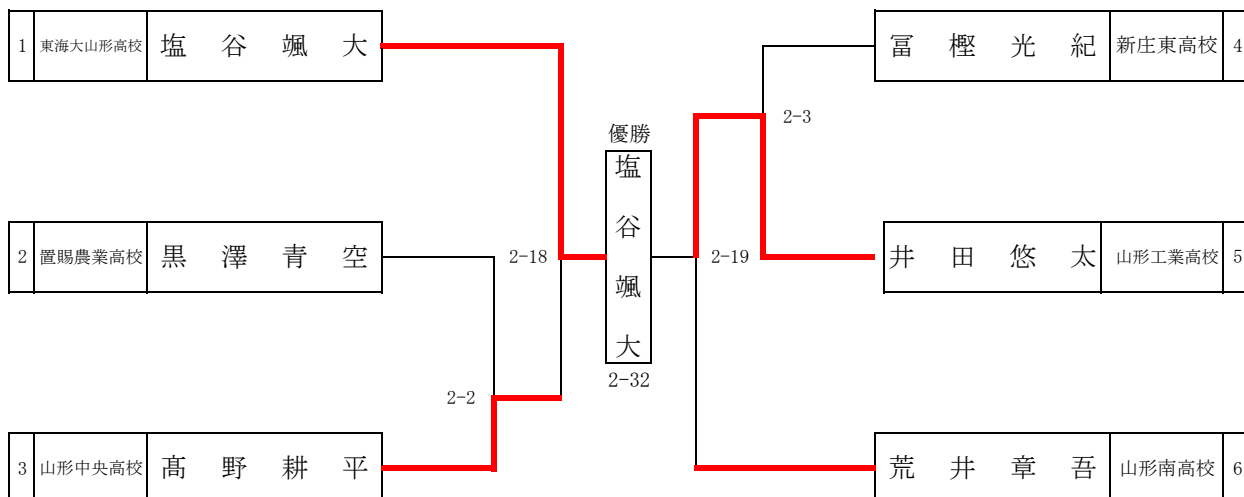 1 東海大山形高校 塩谷颯大
冨樫光紀 新庄東高校 4
2-3
優勝
塩谷颯大
2 置賜農業高校 黒澤青空
2-18
2-19
井田悠太 山形工業高校 5
2-32
2-2
3 山形中央高校 髙野耕平
荒井章吾 山形南高校 6